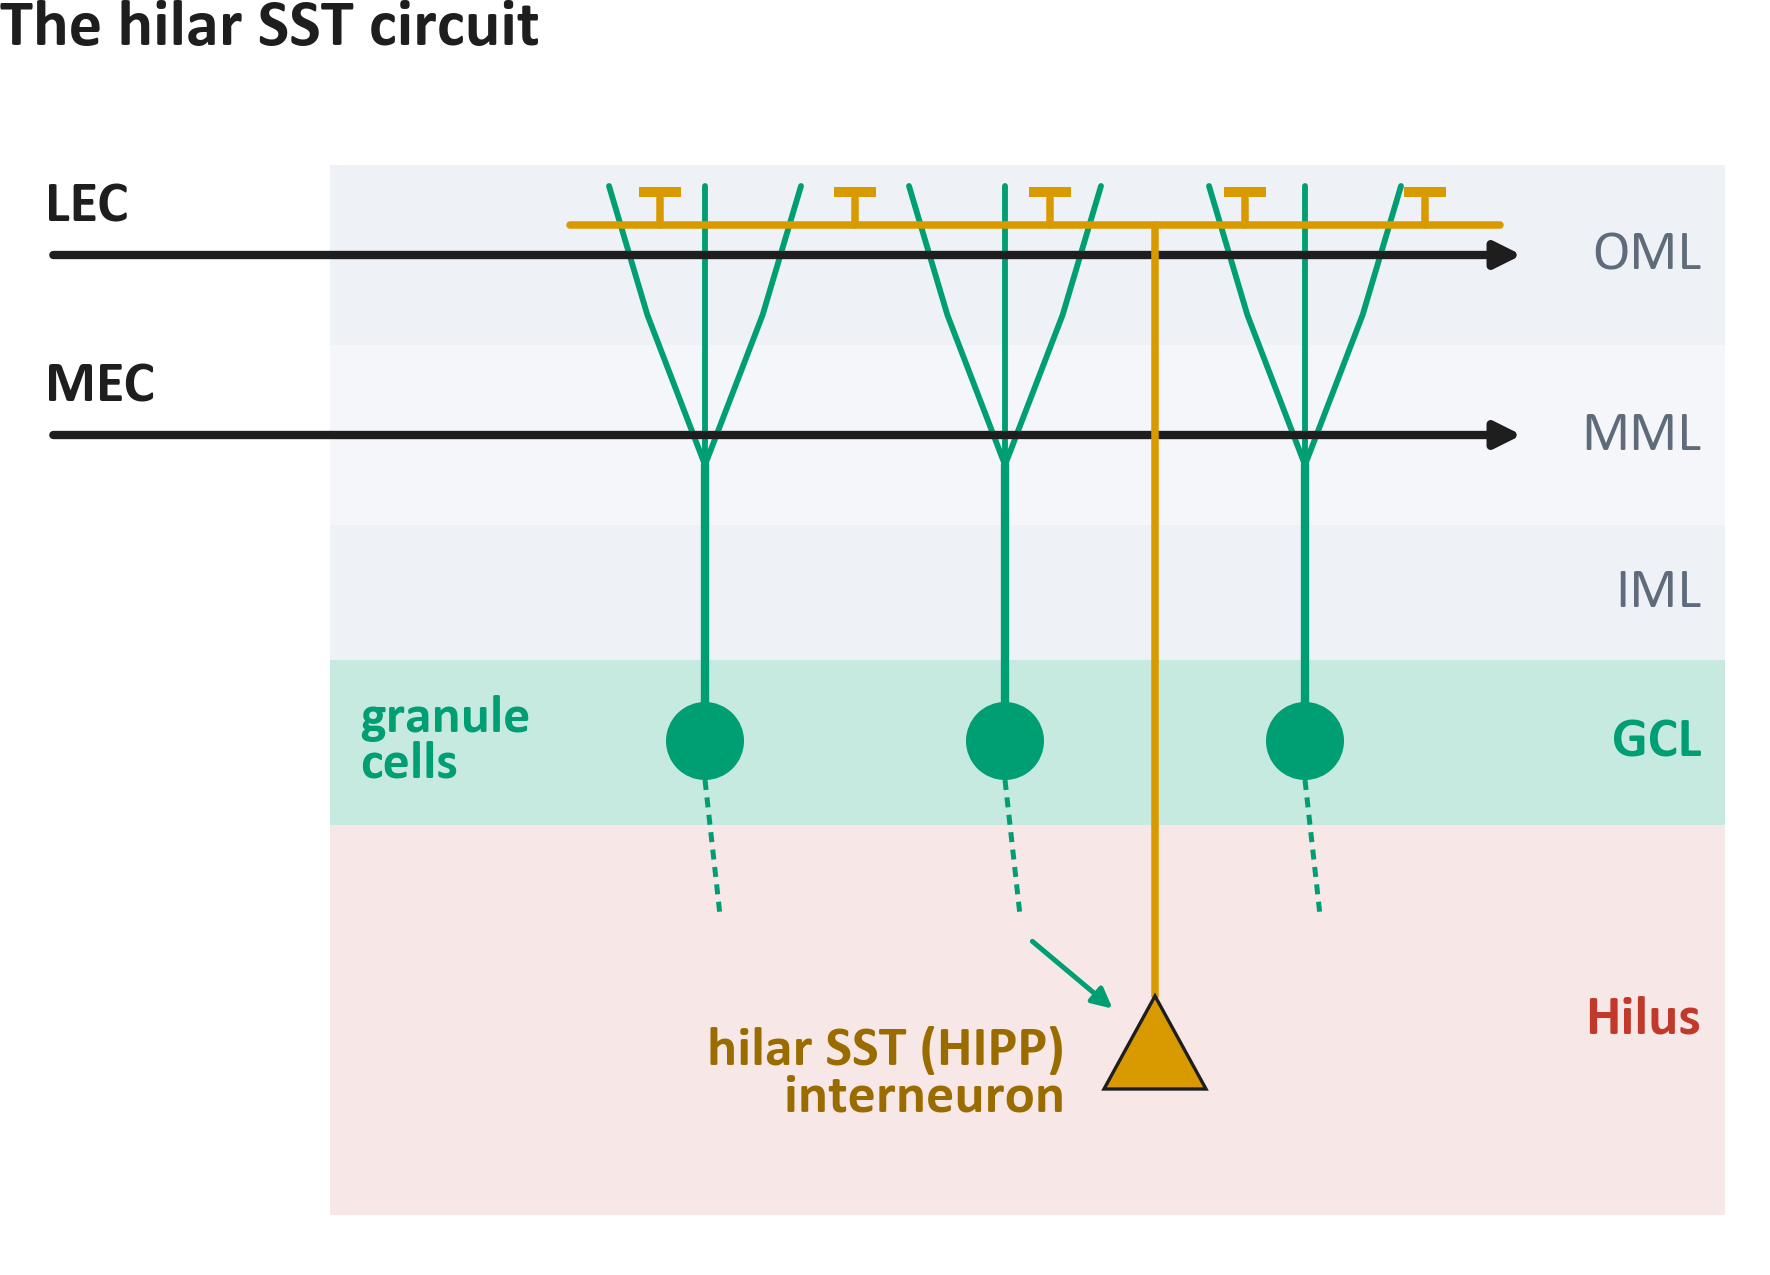 The hilar SST circuit
LEC
OML
MEC
MML
IML
granule
cells
GCL
Hilus
hilar SST (HIPP)
interneuron